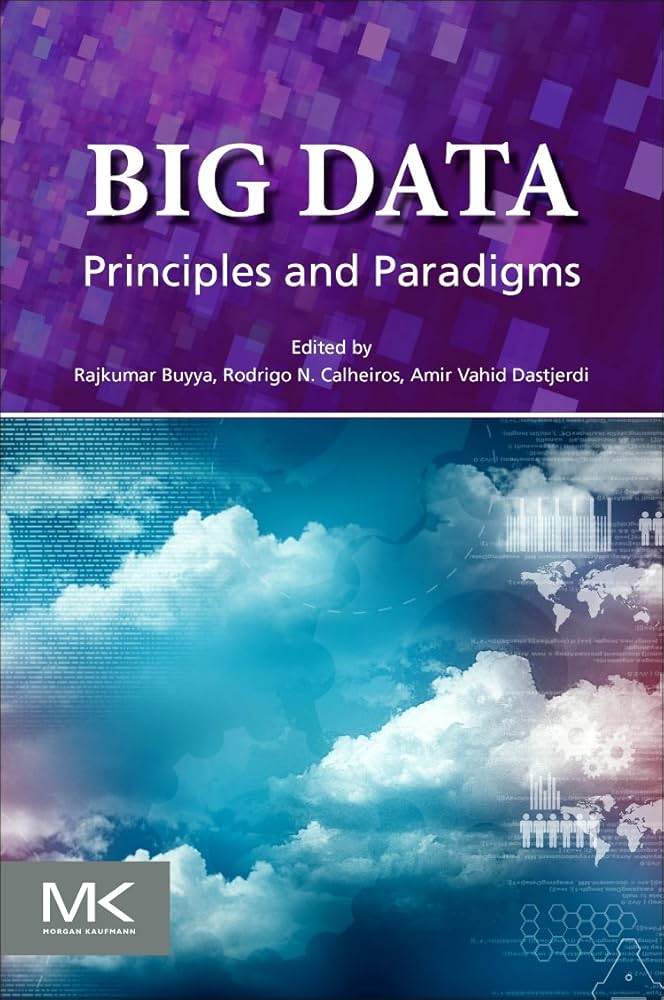 BIG DATA
Principles and Paradigms
Edited by
Rajkumar Buyya, Rodrigo N. Calheiros, Amir Vahid Dastjerdi
MK
MORGAN KAUFMANN